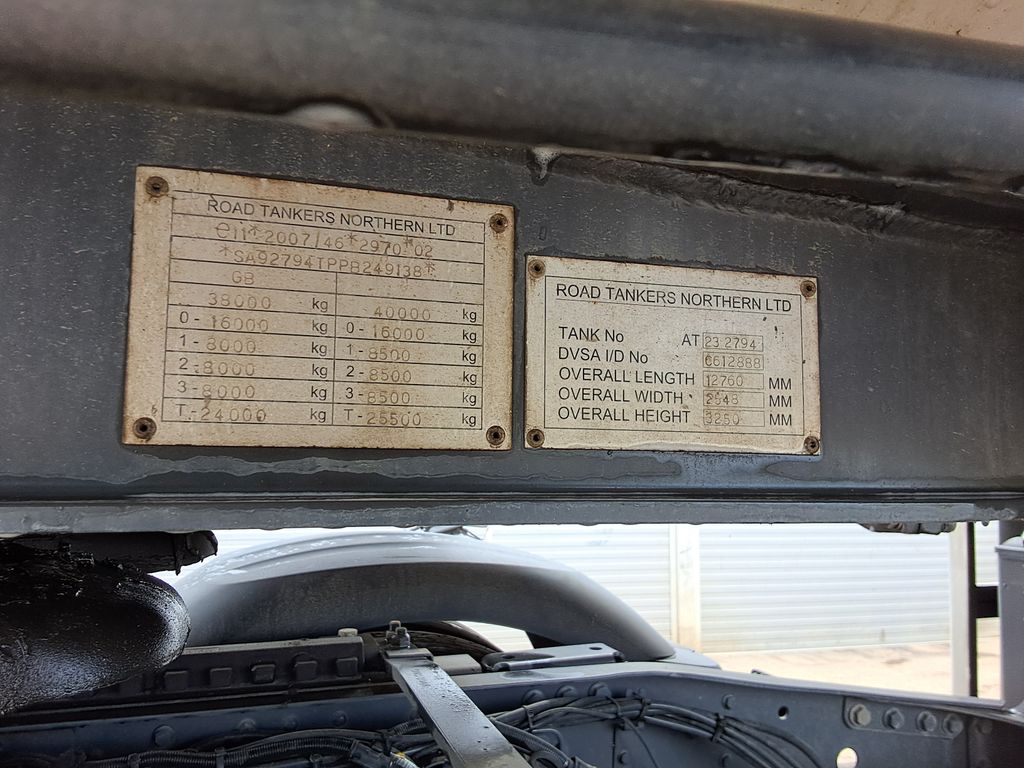 ROAD TANKERS NORTHERN LTD
e11*2007/46*2970*02
*SA92794TPPB249138*
GB
38000 kg 40000 kg
0-16000 kg 0-16000 kg
1-8000 kg 1-8500 kg
2-8000 kg 2-8500 kg
3-8000 kg 3-8500 kg
T-24000 kg T-25500 kg
ROAD TANKERS NORTHERN LTD
TANK No AT 23.2794
DVSA I/D No C612888
OVERALL LENGTH 12760 MM
OVERALL WIDTH 2548 MM
OVERALL HEIGHT 3250 MM